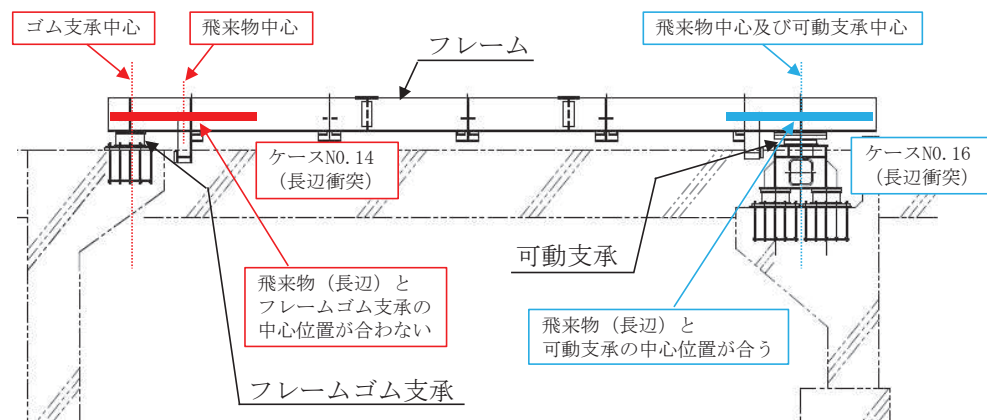 ゴム支承中心
飛来物中心
フレーム
飛来物中心及び可動支承中心
ケースNO.14
（長辺衝突）
ケースNO.16
（長辺衝突）
可動支承
飛来物（長辺）と
フレームゴム支承の
中心位置が合わない
飛来物（長辺）と
可動支承の中心位置が合う
フレームゴム支承